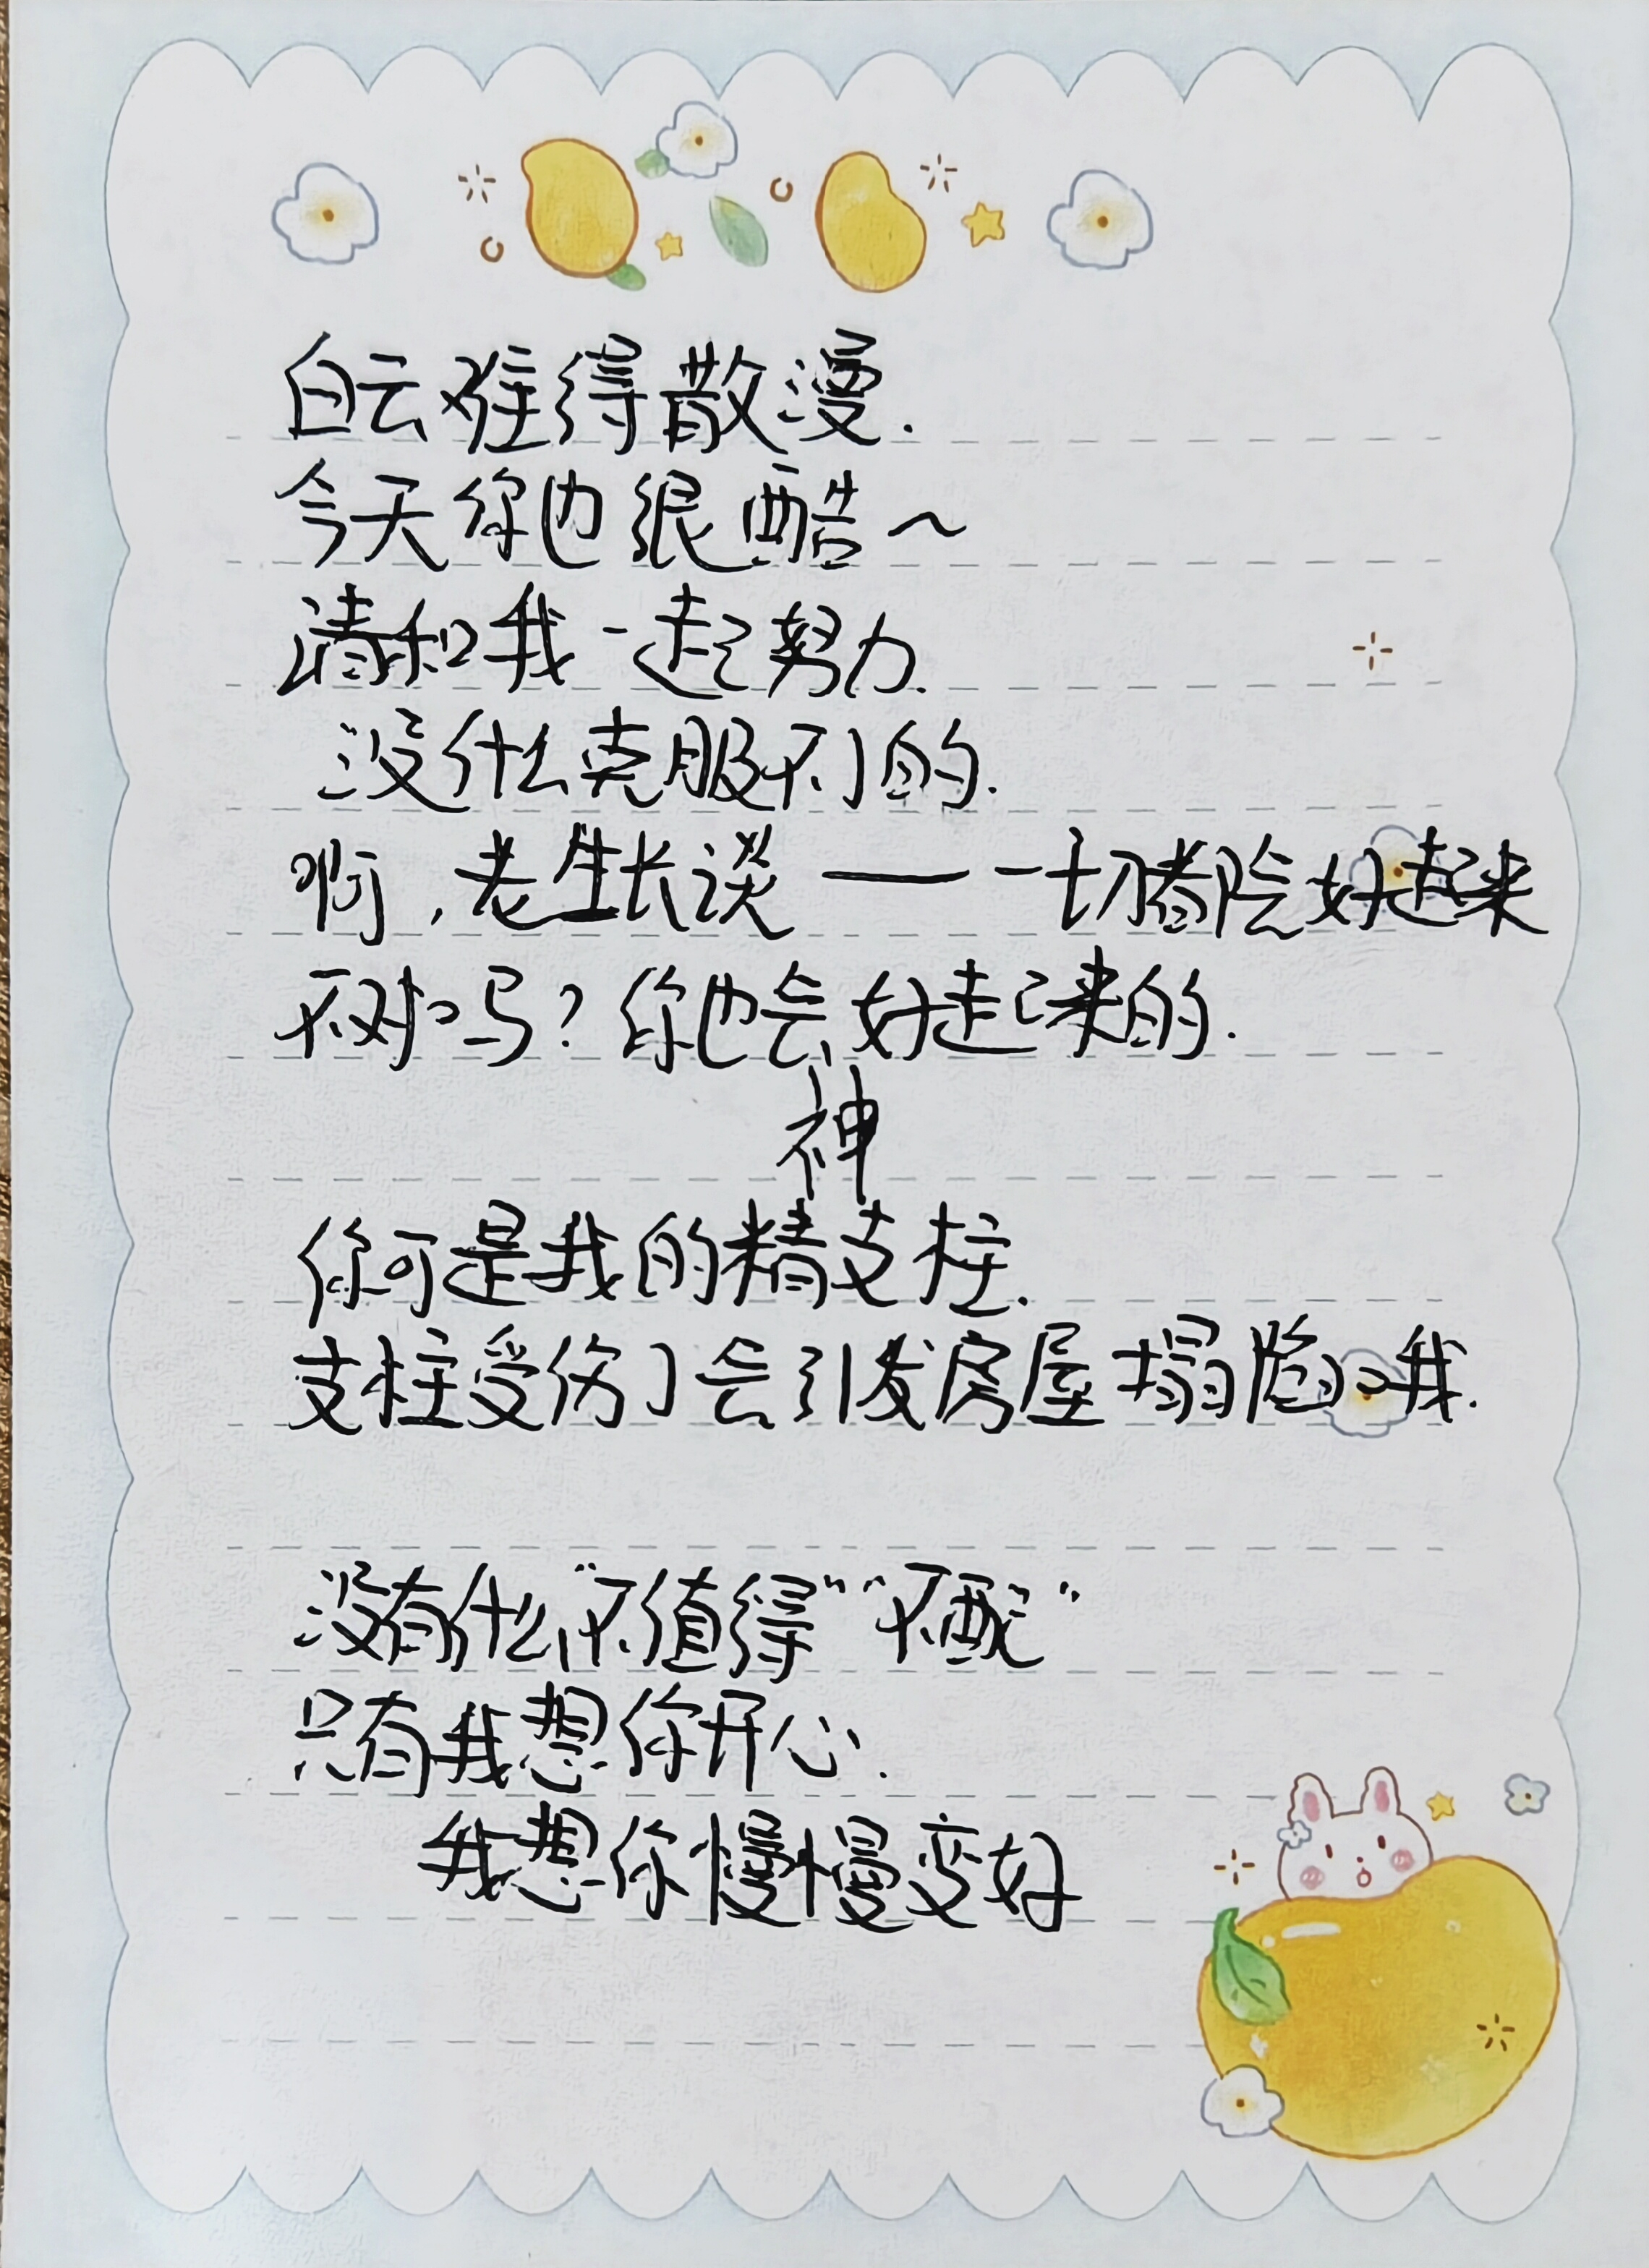 白云难得散漫.
今天你也很酷～
请和我一起努力.
没什么克服不了的.
啊,老生长谈——一切都会好起来
不对吗?你也会好起来的.
神
你可是我的精支柱.
支柱受伤了会引发房屋塌陷我.
没有什么“不值得”“不配”
只有我想你开心.
我想你慢慢变好